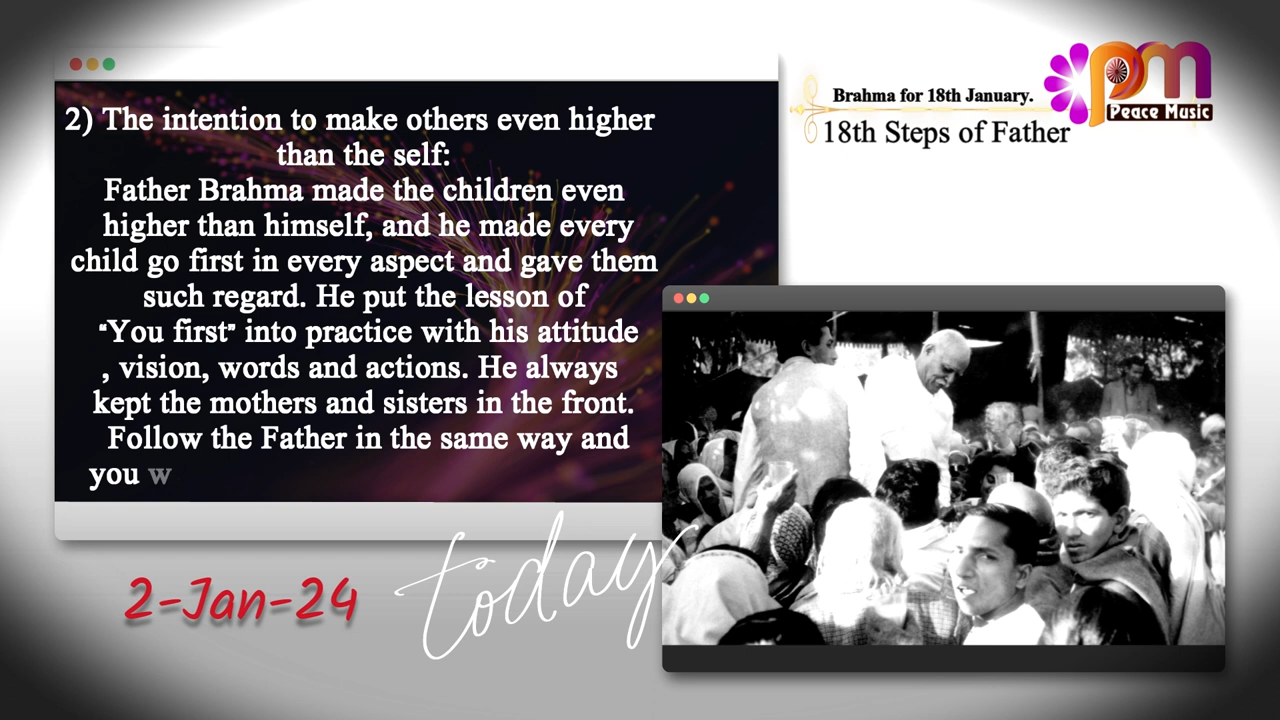 2) The intention to make others even higher
than the self:
Father Brahma made the children even
higher than himself, and he made every
child go first in every aspect and gave them
such regard. He put the lesson of
“You first” into practice with his attitude
, vision, words and actions. He always
kept the mothers and sisters in the front.
Follow the Father in the same way and
you w
Brahma for 18th January.
18th Steps of Father
pm
Peace Music
2-Jan-24
today